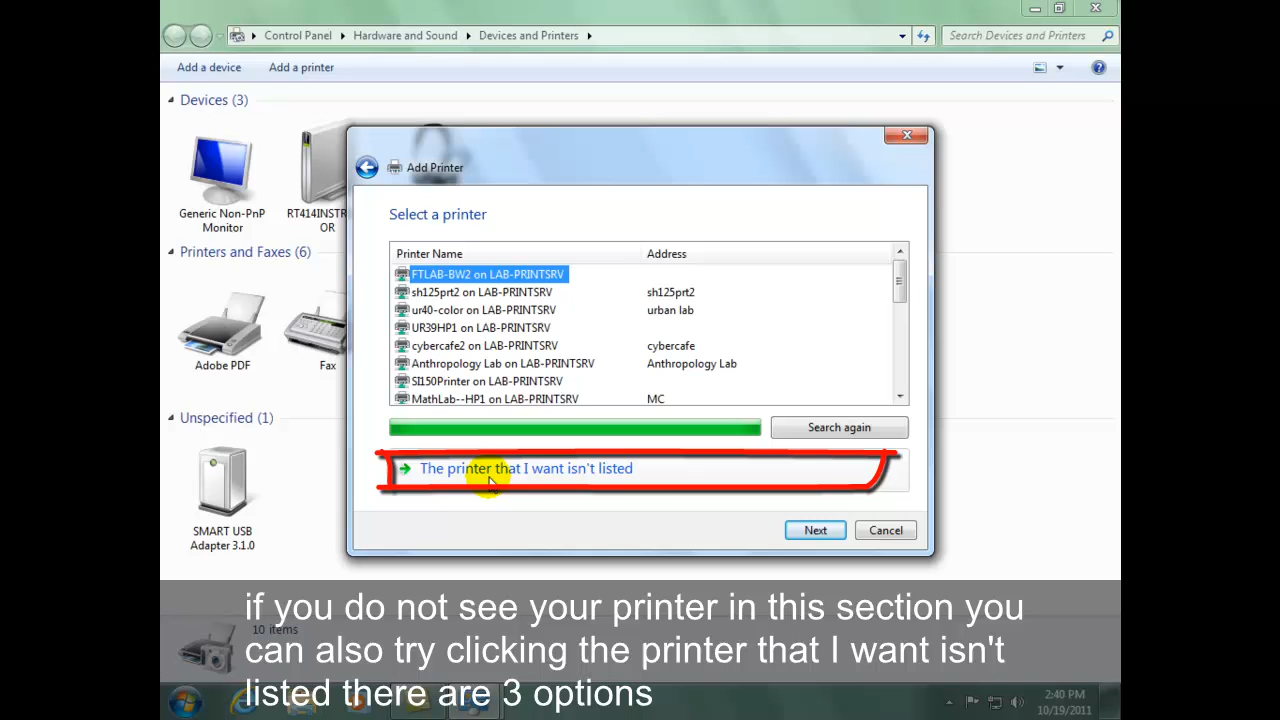 Control Panel Hardware and Sound Devices and Printers Search Devices and Printers
Add a device Add a printer
Devices (3)
Generic Non-PnP
Monitor
RT414INSTR
OR
Printers and Faxes (6)
Adobe PDF
Fax
Unspecified (1)
SMART USB
Adapter 3.1.0
Add Printer
Select a printer
Printer Name Address
FTLAB-BW2 on LAB-PRINTSRV
sh125prt2 on LAB-PRINTSRV sh125prt2
ur40-color on LAB-PRINTSRV urban lab
UR39HP1 on LAB-PRINTSRV
cybercafe2 on LAB-PRINTSRV cybercafe
Anthropology Lab on LAB-PRINTSRV Anthropology Lab
SI150Printer on LAB-PRINTSRV
MathLab--HP1 on LAB-PRINTSRV MC
Search again
The printer that I want isn't listed
Next Cancel
10 items
if you do not see your printer in this section you
can also try clicking the printer that I want isn't
listed there are 3 options
2:40 PM
10/19/2011